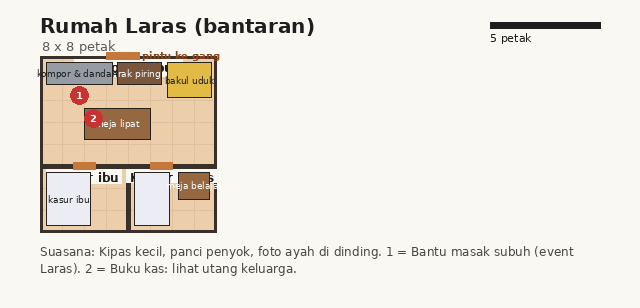 Rumah Laras (bantaran)
8 x 8 petak
5 petak
pintu ke gang
kompor & danda
rak piring
bakul uduk
1
2
meja lipat
ibu
meja bela
kasur ibu
Suasana: Kipas kecil, panci penyok, foto ayah di dinding. 1 = Bantu masak subuh (event
Laras). 2 = Buku kas: lihat utang keluarga.